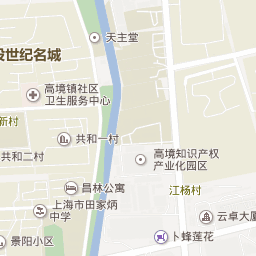 天主堂
设世纪名城
高境镇社区
卫生服务中心
新村
共和一村
共和二村
高境知识产权
产业化园区
昌林公寓
江杨村
上海市田家炳
中学
云卓大厦
景阳小区
卜蜂莲花